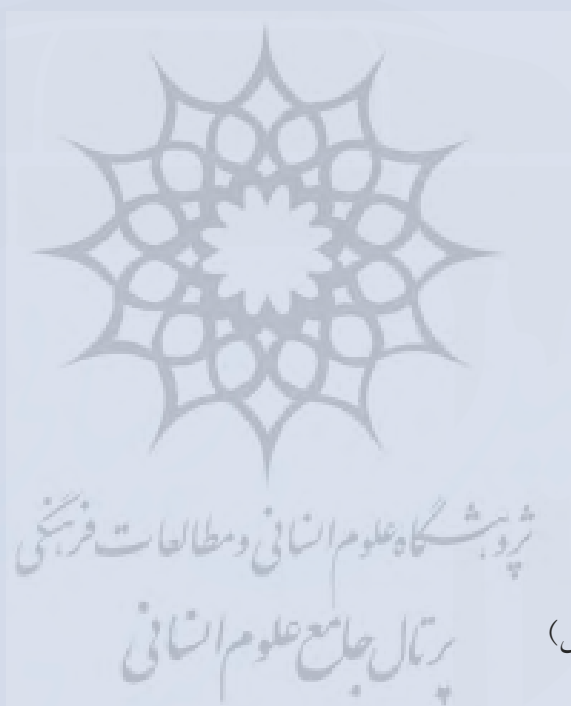 پژوهشگاه علوم انسانی و مطالعات فرهنگی
پرتال جامع علوم انسانی